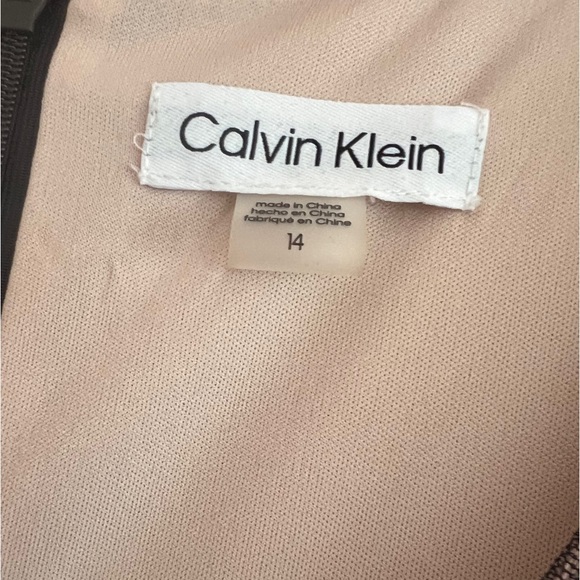 Calvin Klein
made in China
hecho en China
fabriqué en Chine
14